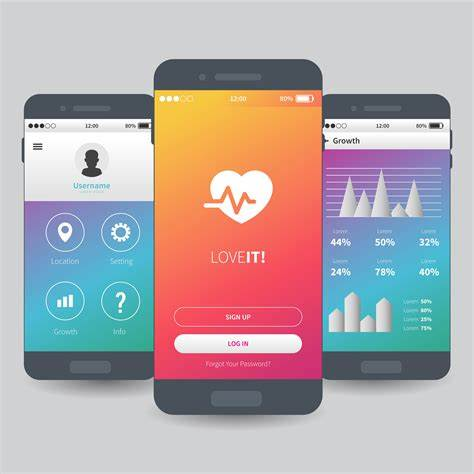 12:00 80%
Username
Location Setting
Growth Info
12:00 80%
LOVEIT!
SIGN UP
LOG IN
Forgot Your Password?
12:00 80%
Growth
Lorem Lorem Lorem
44% 50% 32%
Lorem Lorem Lorem
24% 78% 40%
Lorem 50%
Lorem 80%
Lorem 25%
Lorem 75%